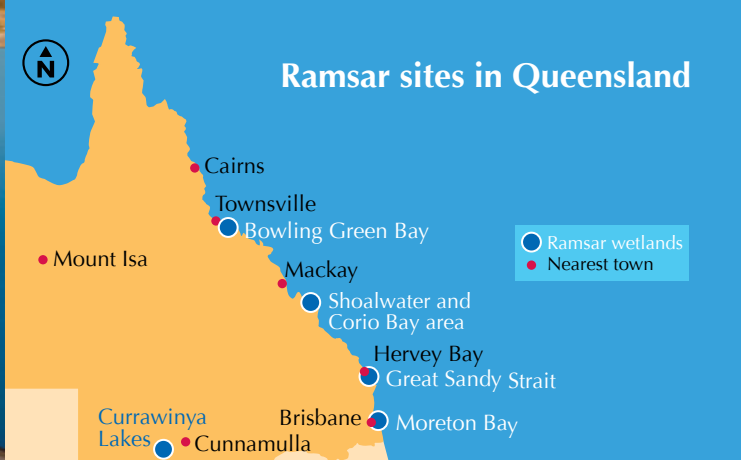 N
Ramsar sites in Queensland
Cairns
Townsville
Bowling Green Bay
Ramsar wetlands
Nearest town
Mount Isa
Mackay
Shoalwater and
Corio Bay area
Hervey Bay
Great Sandy Strait
Currawinya
Lakes
Brisbane
Moreton Bay
Cunnamulla